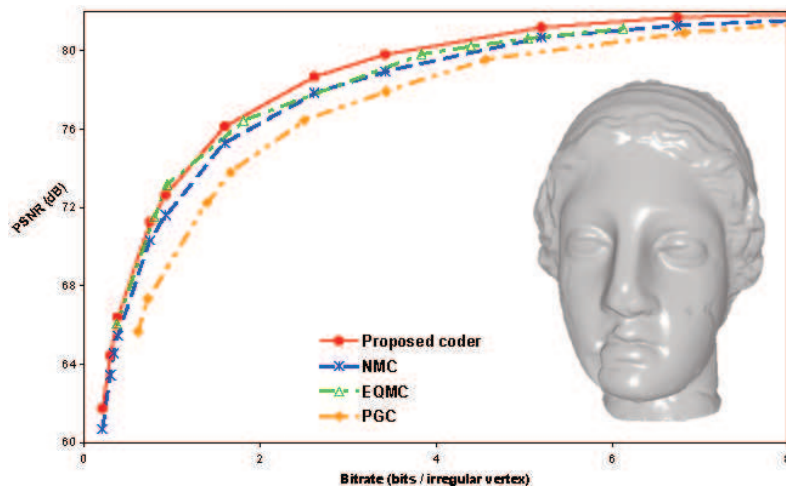 80
76
72
68
64
60
PSNR (dB)
Proposed coder
NMC
EQMC
PGC
0
2
4
6
8
Bitrate (bits / irregular vertex)